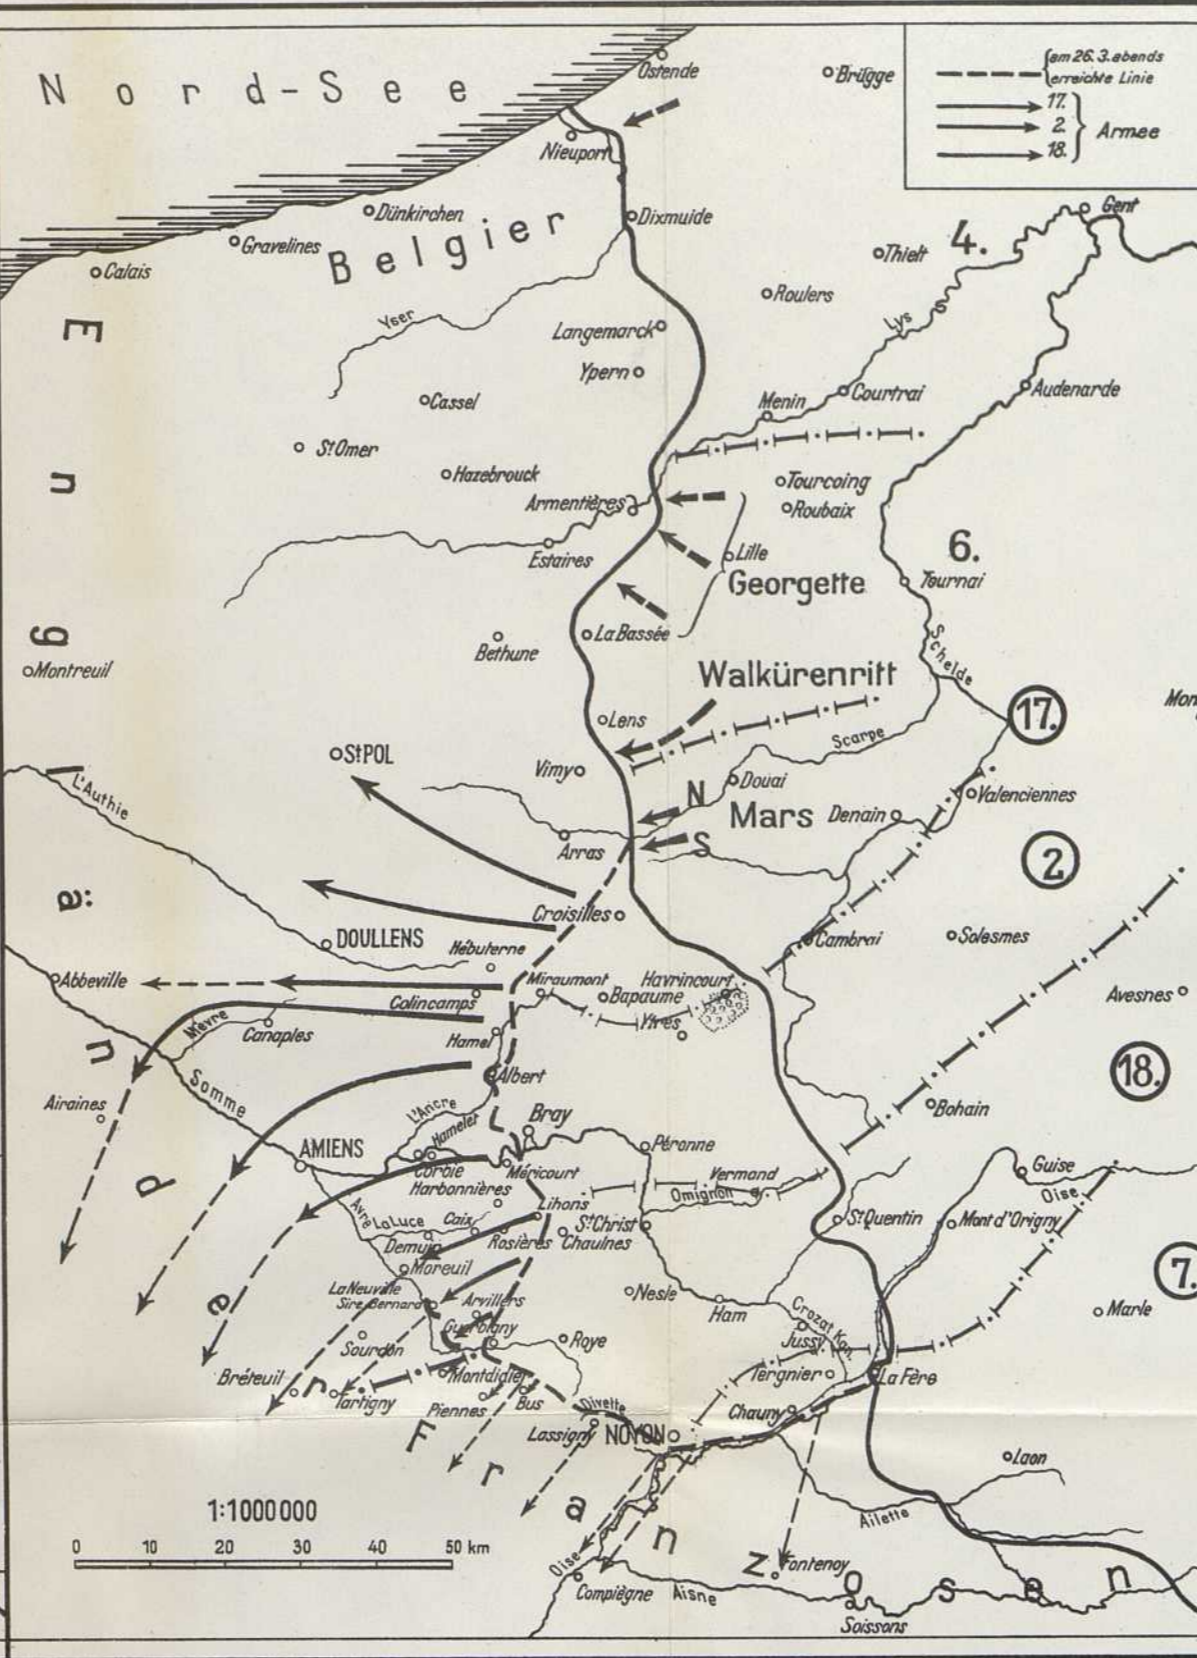 Nord-See
Ostende
Brügge
am 26.3. abends
erreichte Linie
17.
2.
18.
Armee
Nieuport
Dünkirchen
Gravelines
Calais
Belgier
Dixmuide
Gent
Thielt
4.
Roulers
Lys
Yser
Langemarck
Ypern
Cassel
Menin
Courtrai
Audenarde
St Omer
Hazebrouck
Armentières
Tourcoing
Roubaix
Estaires
Lille
Georgette
6.
Tournai
La Bassée
Bethune
Schelde
Engländer
Montreuil
Walkürenritt
Lens
17.
Mon
Scarpe
St POL
Vimy
Douai
N
Mars
S
Denain
Valenciennes
L'Authie
Arras
2
Croisilles
DOULLENS
Hébuterne
Cambrai
Solesmes
Abbeville
Miraumont
Havrincourt
Bapaume
Avesnes
Colincamps
Ytres
Nièvre
Canaples
Hamel
Albert
18.
Somme
Airaines
L'Ancre
Hamelet
Bray
Bohain
AMIENS
Péronne
Corbie
Méricourt
Vermand
Guise
Oise
Harbonnières
Omignon
Lihons
Avre
La Luce
Caix
Rosières
St Christ
Chaulnes
St Quentin
Mont d'Origny
Demuin
Moreuil
7.
La Neuville
Sire Bernard
Arvillers
Nesle
Ham
Crozat Kan.
Marle
Guerbigny
Sourdon
Roye
Jussy
Bréteuil
Tartigny
Montdidier
Tergnier
La Fère
Piennes
Bus
Divette
Chauny
Lassigny
NOYON
Franzosen
Laon
1:1000000
0 10 20 30 40 50 km
Ailette
Oise
Compiègne
Aisne
Fontenoy
Soissons